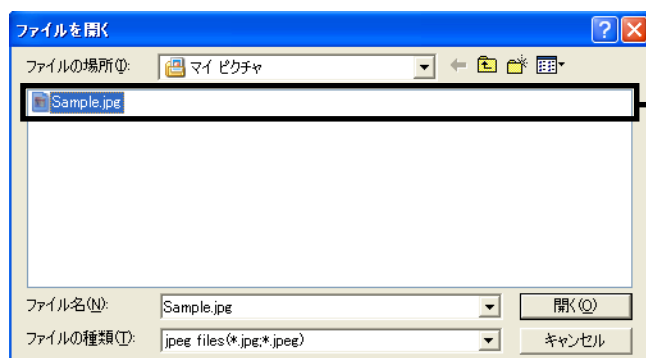 ファイルを開く
ファイルの場所(I): マイ ピクチャ
Sample.jpg
ファイル名(N): Sample.jpg 開く(O)
ファイルの種類(T): jpeg files(*.jpg;*.jpeg) キャンセル